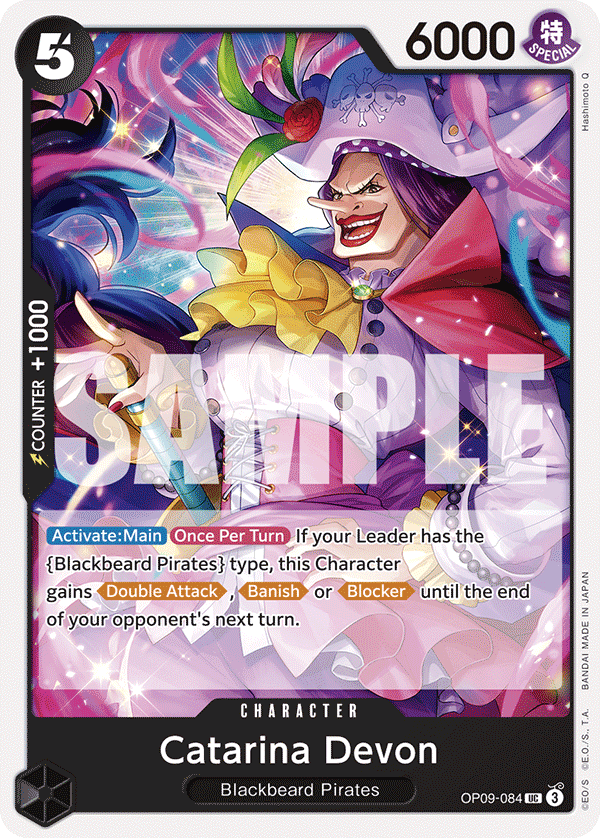 5
6000
特
SPECIAL
Hashimoto Q
COUNTER +1000
SAMPLE
Activate:Main Once Per Turn If your Leader has the
{Blackbeard Pirates} type, this Character
gains Double Attack , Banish or Blocker until the end
of your opponent's next turn.
©EO/S ©E.O./S., T.A. BANDAI MADE IN JAPAN
CHARACTER
Catarina Devon
Blackbeard Pirates
OP09-084 UC 3